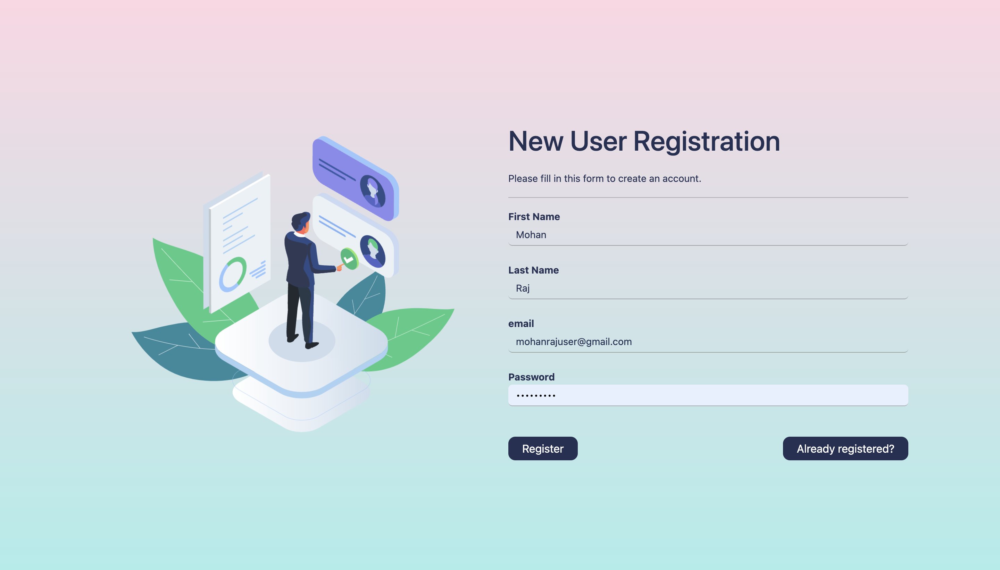 New User Registration
Please fill in this form to create an account.
First Name
Mohan
Last Name
Raj
email
mohanrajuser@gmail.com
Password
•••••••••
Register
Already registered?